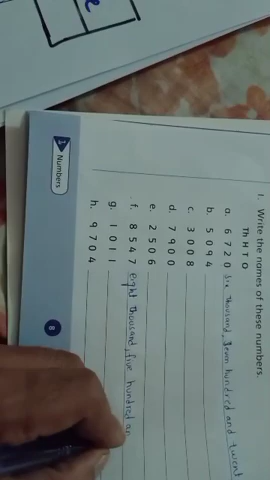 1. Write the names of these numbers.
Th H T O
a. 6 7 2 0 six thousand, seven hundred and twent
b. 5 0 9 4
c. 3 0 0 8
d. 7 9 0 0
e. 2 5 0 6
f. 8 5 4 7 eight thousand, five hundred an
g. 1 0 1 1
h. 9 7 0 4
1 Numbers
8